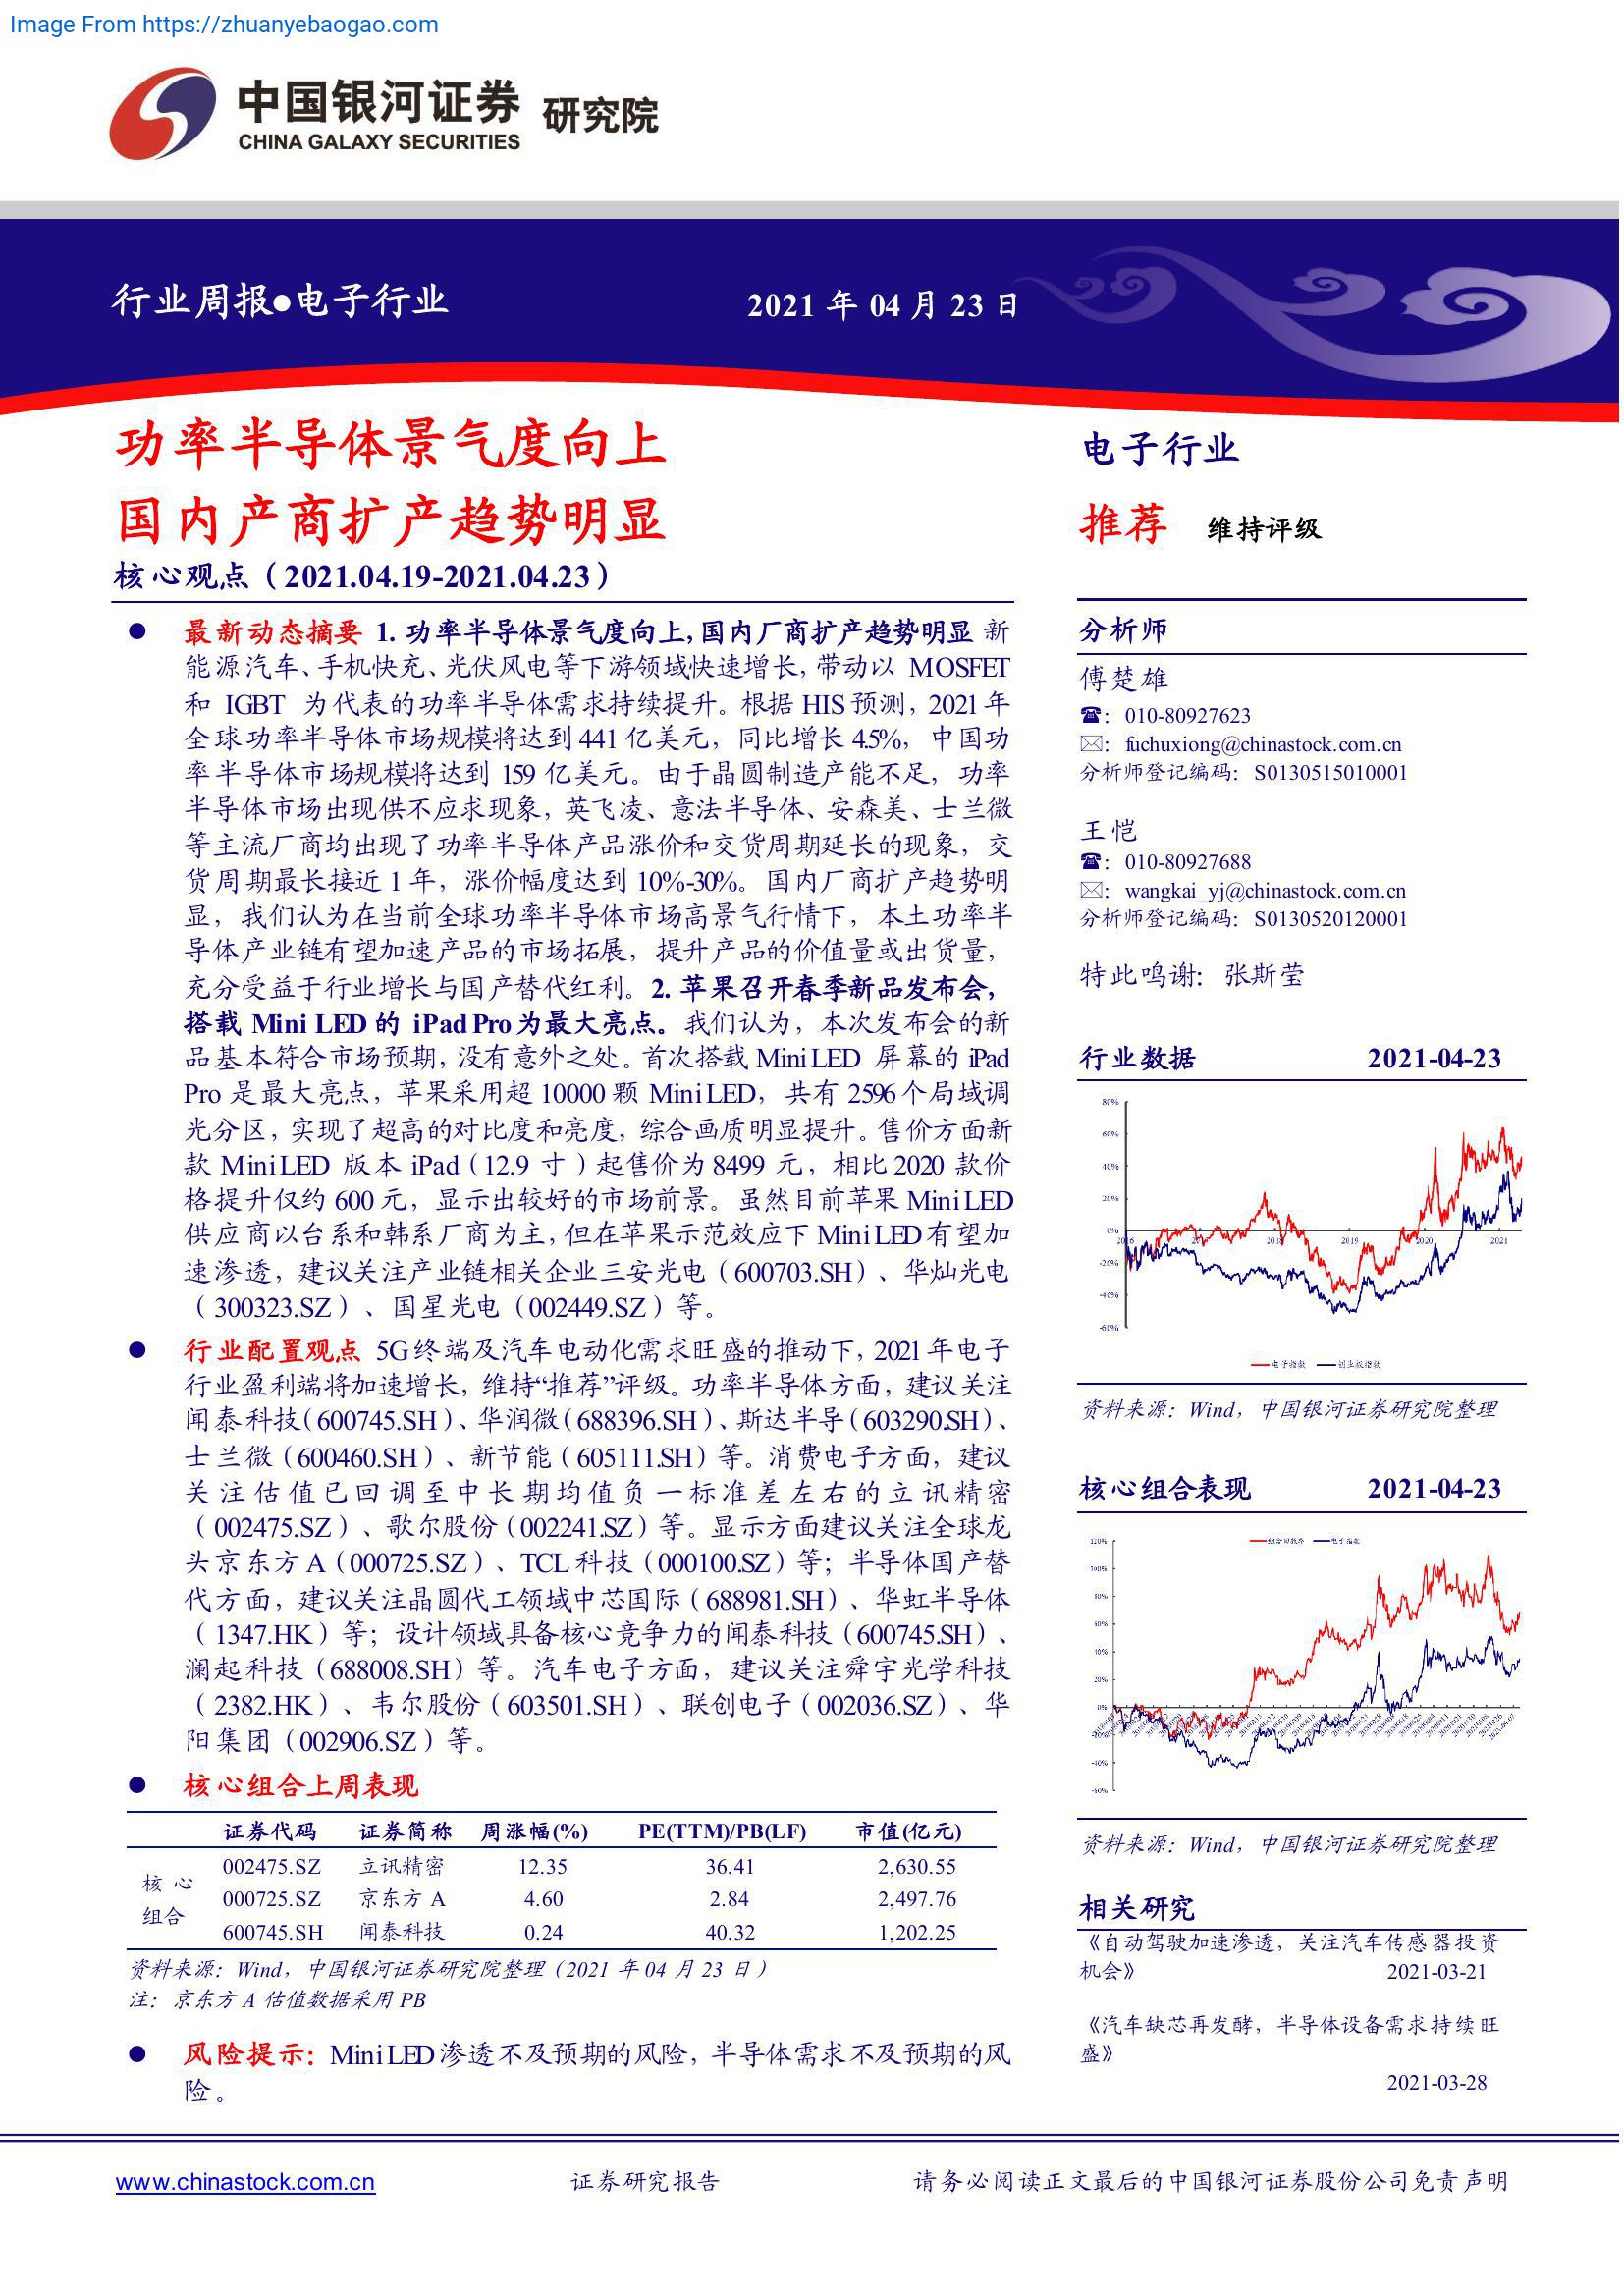 Image From https://zhuanyebaogao.com
中国银河证券 研究院
CHINA GALAXY SECURITIES
行业周报●电子行业
2021 年 04 月 23 日
功率半导体景气度向上
国内产商扩产趋势明显
核心观点（2021.04.19-2021.04.23）
● 最新动态摘要 1. 功率半导体景气度向上，国内厂商扩产趋势明显 新
能源汽车、手机快充、光伏风电等下游领域快速增长，带动以 MOSFET
和 IGBT 为代表的功率半导体需求持续提升。根据 HIS 预测，2021 年
全球功率半导体市场规模将达到 441 亿美元，同比增长 4.5%，中国功
率半导体市场规模将达到 159 亿美元。由于晶圆制造产能不足，功率
半导体市场出现供不应求现象，英飞凌、意法半导体、安森美、士兰微
等主流厂商均出现了功率半导体产品涨价和交货周期延长的现象，交
货周期最长接近 1 年，涨价幅度达到 10%-30%。国内厂商扩产趋势明
显，我们认为在当前全球功率半导体市场高景气行情下，本土功率半
导体产业链有望加速产品的市场拓展，提升产品的价值量或出货量，
充分受益于行业增长与国产替代红利。2. 苹果召开春季新品发布会，
搭载 Mini LED 的 iPad Pro 为最大亮点。我们认为，本次发布会的新
品基本符合市场预期，没有意外之处。首次搭载 Mini LED 屏幕的 iPad
Pro 是最大亮点，苹果采用超 10000 颗 Mini LED，共有 2596 个局域调
光分区，实现了超高的对比度和亮度，综合画质明显提升。售价方面新
款 Mini LED 版本 iPad（12.9 寸）起售价为 8499 元，相比 2020 款价
格提升仅约 600 元，显示出较好的市场前景。虽然目前苹果 Mini LED
供应商以台系和韩系厂商为主，但在苹果示范效应下 Mini LED 有望加
速渗透，建议关注产业链相关企业三安光电（600703.SH）、华灿光电
（300323.SZ）、国星光电（002449.SZ）等。
● 行业配置观点 5G 终端及汽车电动化需求旺盛的推动下，2021 年电子
行业盈利端将加速增长，维持“推荐”评级。功率半导体方面，建议关注
闻泰科技（600745.SH）、华润微（688396.SH）、斯达半导（603290.SH）、
士兰微（600460.SH）、新节能（605111.SH）等。消费电子方面，建议
关注估值已回调至中长期均值负一标准差左右的立讯精密
（002475.SZ）、歌尔股份（002241.SZ）等。显示方面建议关注全球龙
头京东方 A（000725.SZ）、TCL 科技（000100.SZ）等；半导体国产替
代方面，建议关注晶圆代工领域中芯国际（688981.SH）、华虹半导体
（1347.HK）等；设计领域具备核心竞争力的闻泰科技（600745.SH）、
澜起科技（688008.SH）等。汽车电子方面，建议关注舜宇光学科技
（2382.HK）、韦尔股份（603501.SH）、联创电子（002036.SZ）、华
阳集团（002906.SZ）等。
● 核心组合上周表现
证券代码 证券简称 周涨幅(%) PE(TTM)/PB(LF) 市值(亿元)
核心组合
002475.SZ 立讯精密 12.35 36.41 2,630.55
000725.SZ 京东方 A 4.60 2.84 2,497.76
600745.SH 闻泰科技 0.24 40.32 1,202.25
资料来源：Wind，中国银河证券研究院整理（2021 年 04 月 23 日）
注：京东方 A 估值数据采用 PB
● 风险提示：Mini LED 渗透不及预期的风险，半导体需求不及预期的风
险。
电子行业
推荐 维持评级
分析师
傅楚雄
☎：010-80927623
✉：fuchuxiong@chinastock.com.cn
分析师登记编码：S0130515010001
王恺
☎：010-80927688
✉：wangkai_yj@chinastock.com.cn
分析师登记编码：S0130520120001
特此鸣谢：张斯莹
行业数据 2021-04-23
80%
60%
40%
20%
0%
-20%
-40%
-60%
2016 2018 2019 2020 2021
电子指数 创业板指数
资料来源：Wind，中国银河证券研究院整理
核心组合表现 2021-04-23
电子指数
120%
100%
80%
60%
40%
20%
0%
-20%
-40%
-60%
资料来源：Wind，中国银河证券研究院整理
相关研究
《自动驾驶加速渗透，关注汽车传感器投资
机会》 2021-03-21
《汽车缺芯再发酵，半导体设备需求持续旺
盛》
2021-03-28
www.chinastock.com.cn
证券研究报告
请务必阅读正文最后的中国银河证券股份公司免责声明